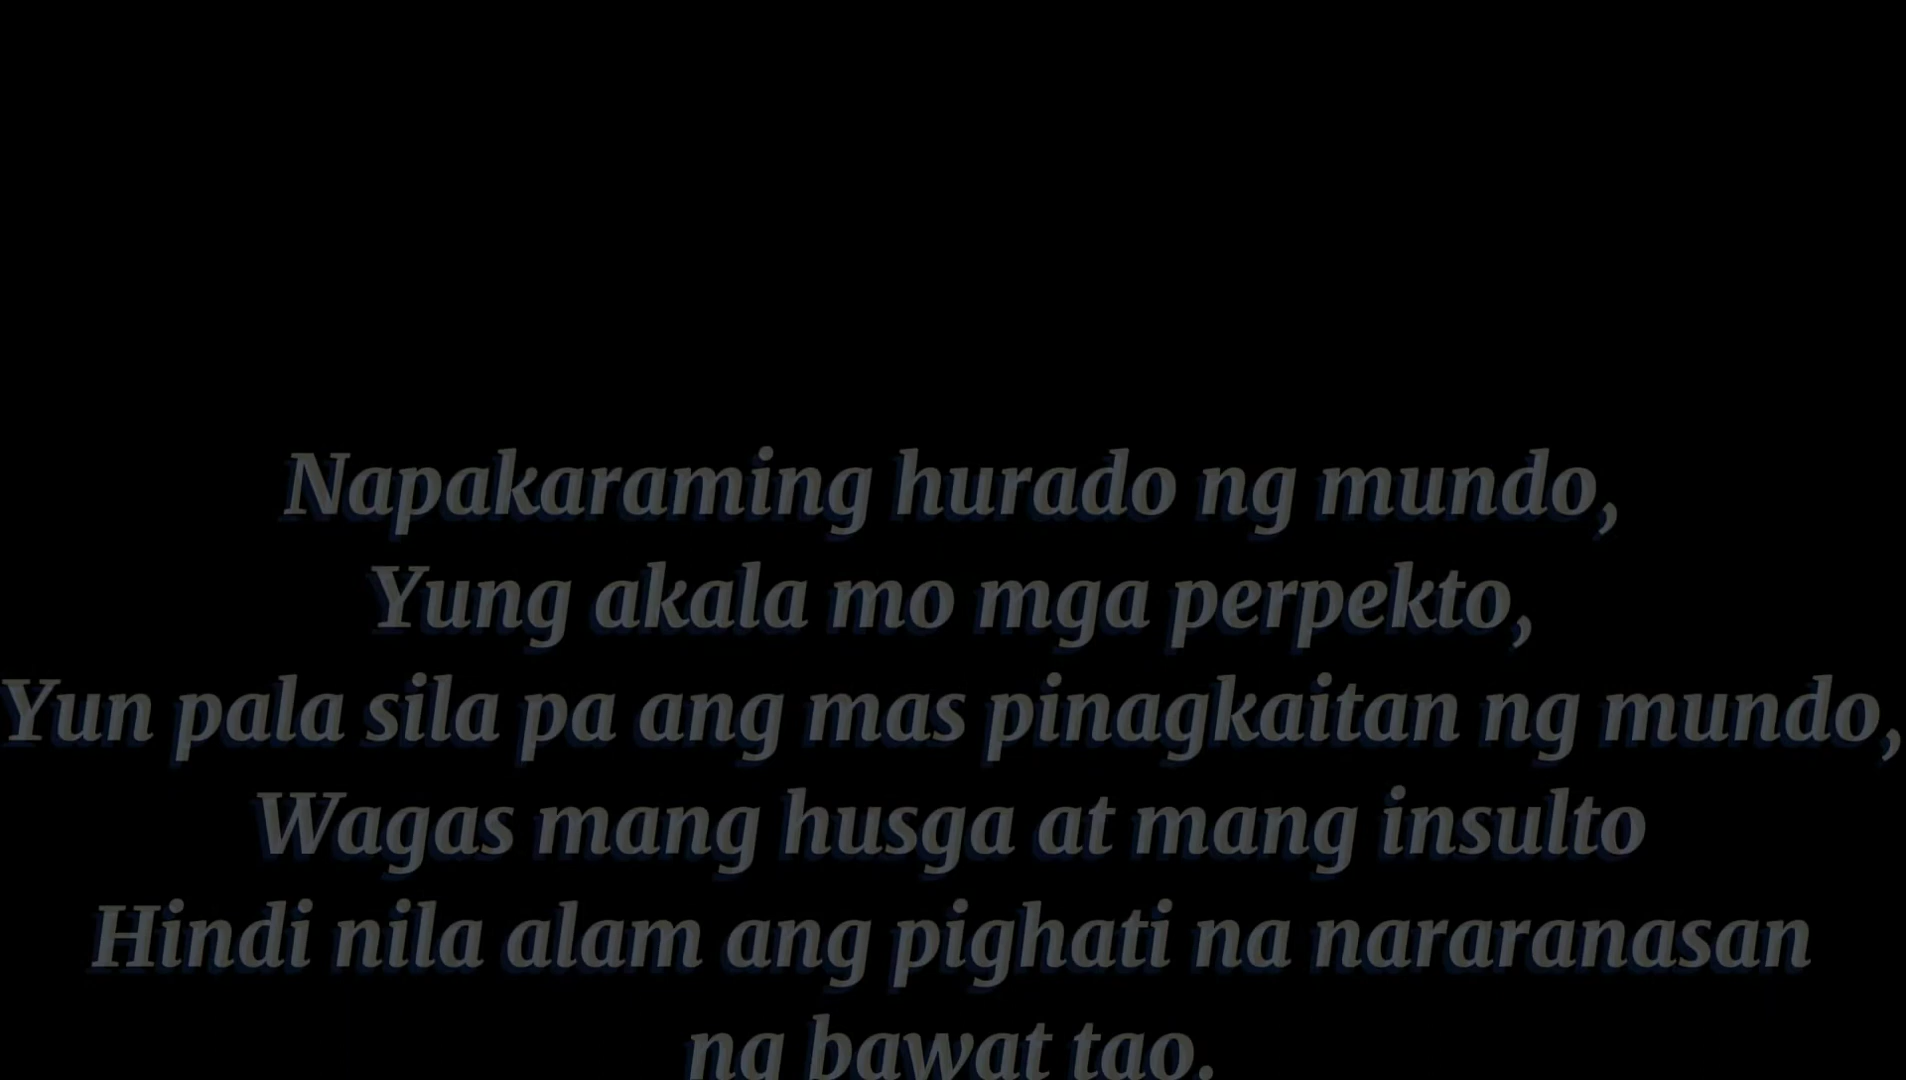 Napakaraming hurado ng mundo,
Yung akala mo mga perpekto,
Yun pala sila pa ang mas pinagkaitan ng mundo,
Wagas mang husga at mang insulto
Hindi nila alam ang pighati na nararanasan
ng bawat tao.